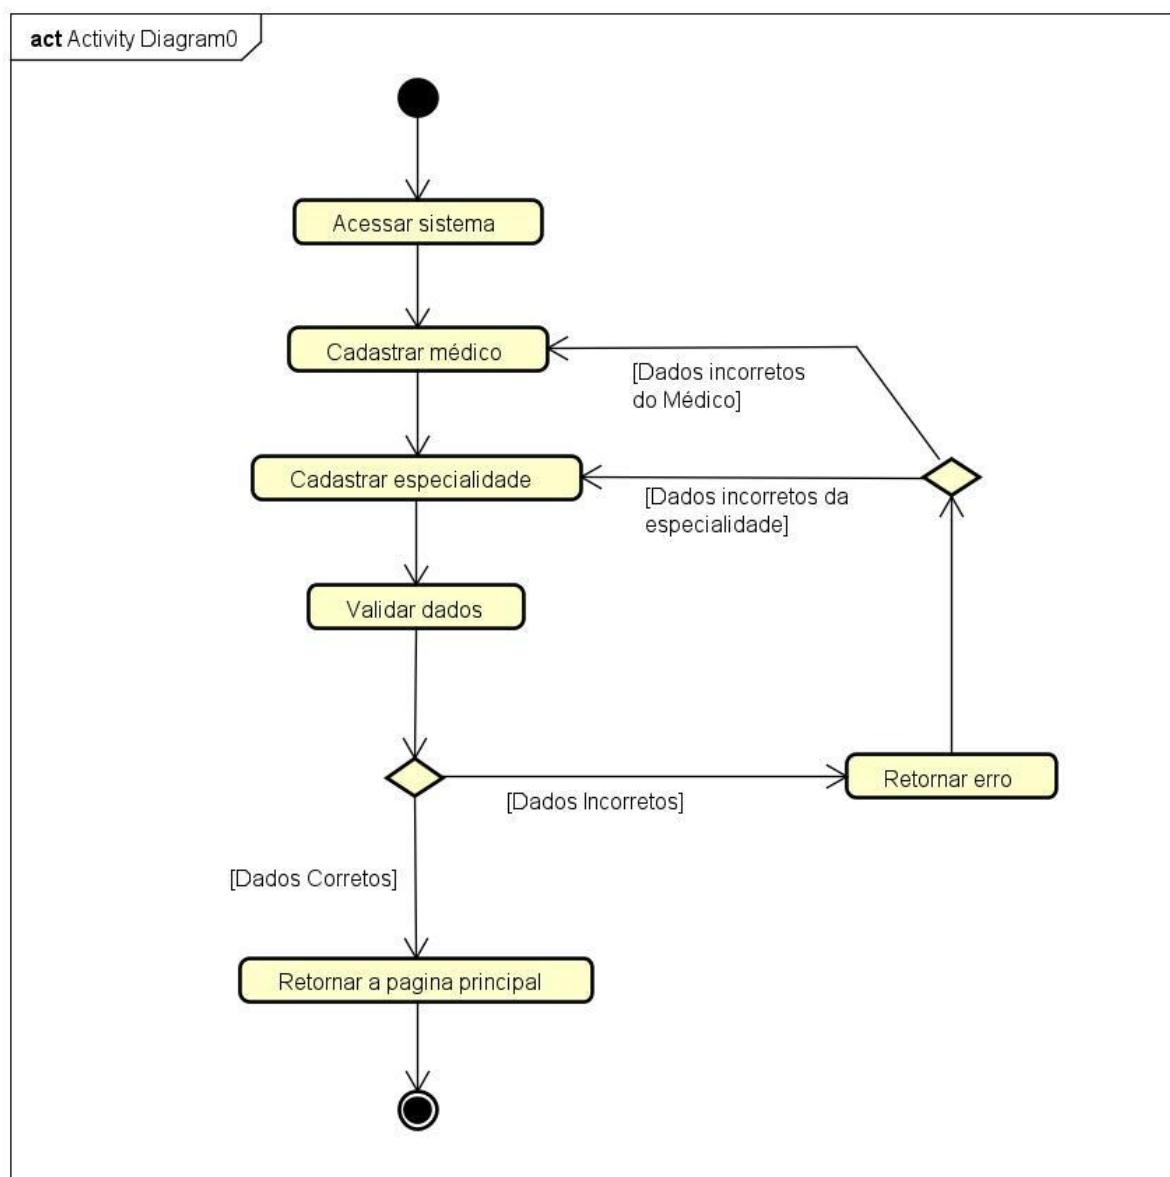 act Activity Diagram0
Acessar sistema
Cadastrar médico
[Dados incorretos
do Médico]
Cadastrar especialidade
[Dados incorretos da
especialidade]
Validar dados
Retornar erro
[Dados Incorretos]
[Dados Corretos]
Retornar a pagina principal